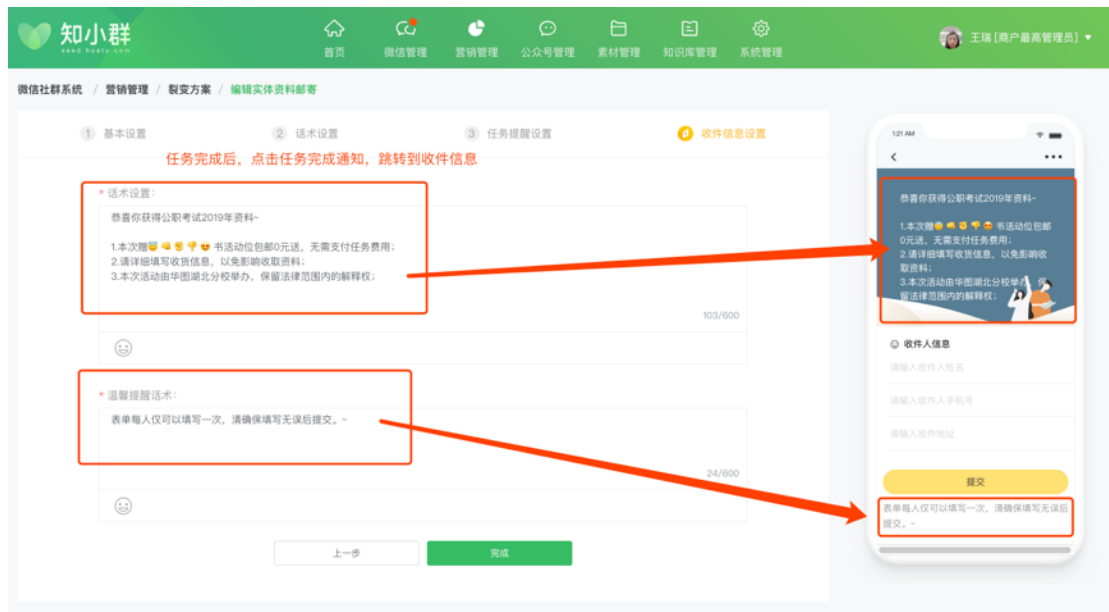 知小群
seed.huatu.com
首页
微信管理
营销管理
公众号管理
素材管理
知识库管理
系统管理
王瑞 [商户最高管理员]
微信社群系统 / 营销管理 / 裂变方案 / 编辑实体资料邮寄
1 基本设置
2 话术设置
3 任务提醒设置
收件信息设置
任务完成后，点击任务完成通知，跳转到收件信息
* 话术设置:
恭喜你获得公职考试2019年资料~
1.本次赠😇👊✊👎😍书活动位包邮0元送，无需支付任务费用；
2.请详细填写收货信息，以免影响收取资料；
3.本次活动由华图湖北分校举办，保留法律范围内的解释权；
103/600
* 温馨提醒话术:
表单每人仅可以填写一次，请确保填写无误后提交。~
24/600
上一步
完成
1:21 AM
恭喜你获得公职考试2019年资料~
1.本次赠😇👊✊👎😍书活动位包邮
0元送，无需支付任务费用；
2.请详细填写收货信息，以免影响收
取资料；
3.本次活动由华图湖北分校举办，保
留法律范围内的解释权；
收件人信息
请输入收件人姓名
请输入收件人手机号
请输入收件地址
提交
表单每人仅可以填写一次，请确保填写无误后
提交。~